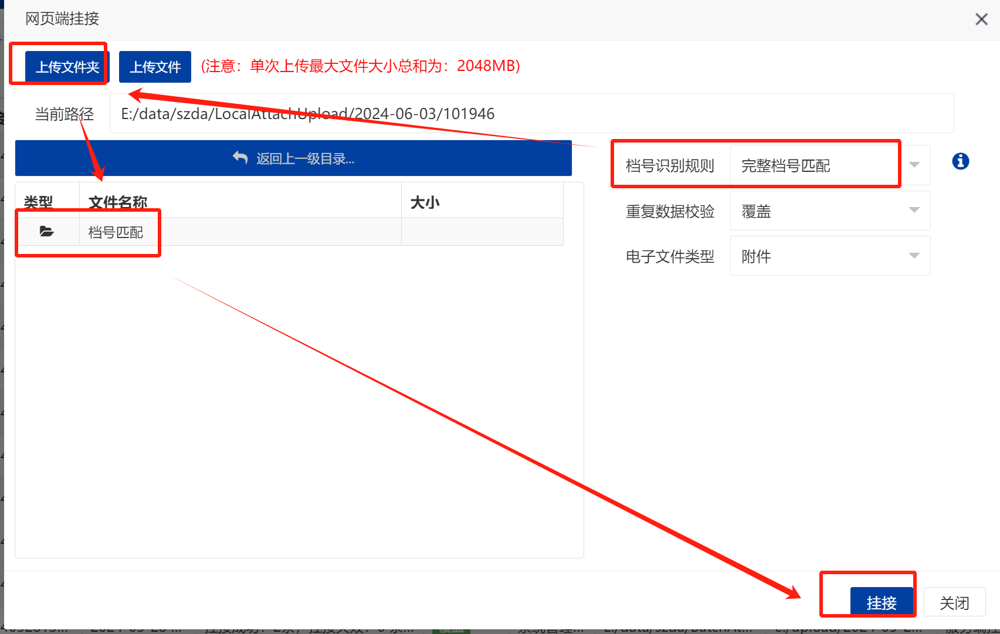 网页端挂接
上传文件夹 上传文件 (注意：单次上传最大文件大小总和为：2048MB)
当前路径 E:/data/szda/LocalAttachUpload/2024-06-03/101946
返回上一级目录...
档号识别规则 完整档号匹配
重复数据校验 覆盖
电子文件类型 附件
类型 文件名称 大小
档号匹配
挂接 关闭